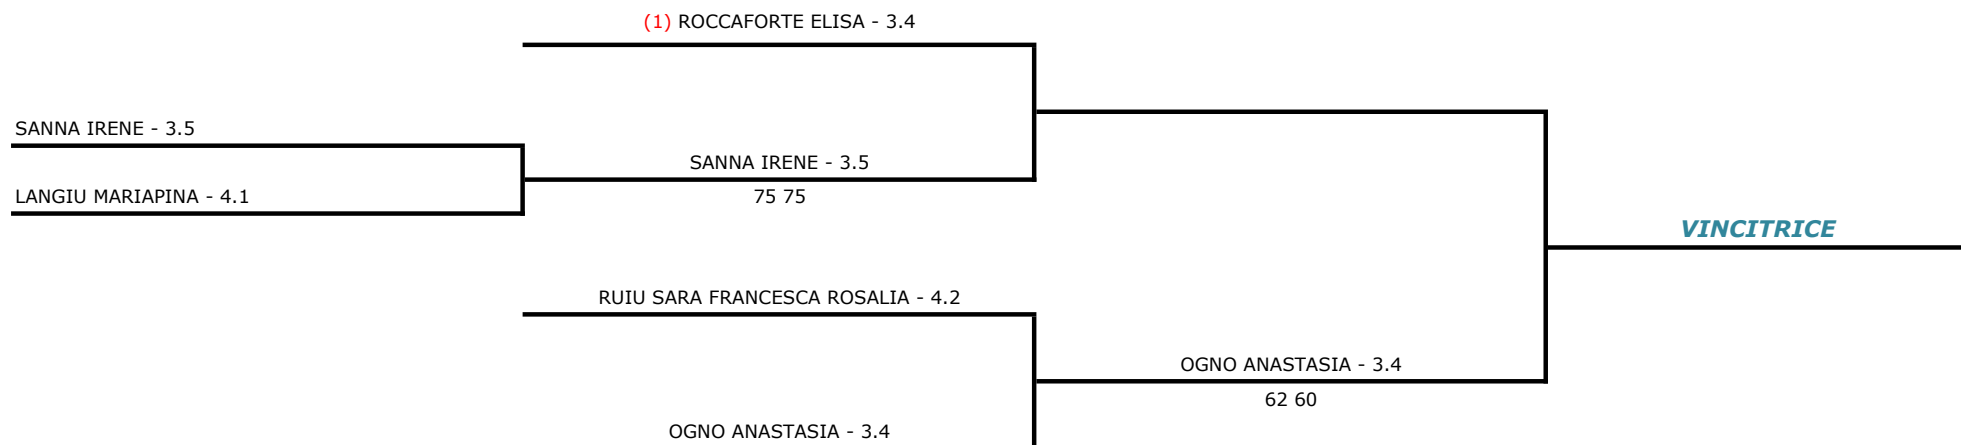 (1) ROCCAFORTE ELISA - 3.4
SANNA IRENE - 3.5
SANNA IRENE - 3.5
LANGIU MARIAPINA - 4.1
75 75
VINCITRICE
RUIU SARA FRANCESCA ROSALIA - 4.2
OGNO ANASTASIA - 3.4
62 60
OGNO ANASTASIA - 3.4